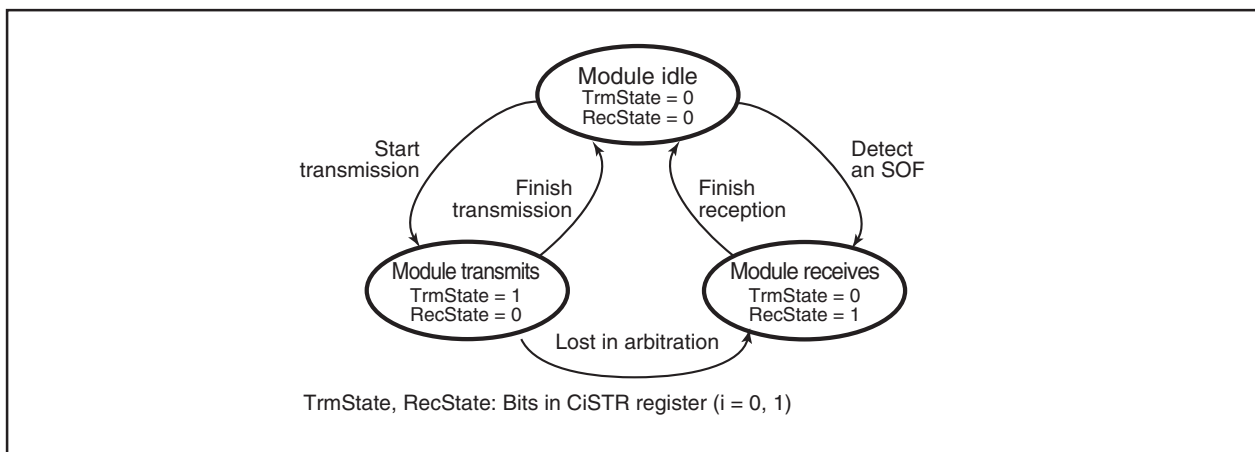 Module idle
TrmState = 0
RecState = 0
Start
transmission
Finish
transmission
Finish
reception
Detect
an SOF
Module transmits
TrmState = 1
RecState = 0
Module receives
TrmState = 0
RecState = 1
Lost in arbitration
TrmState, RecState: Bits in CiSTR register (i = 0, 1)